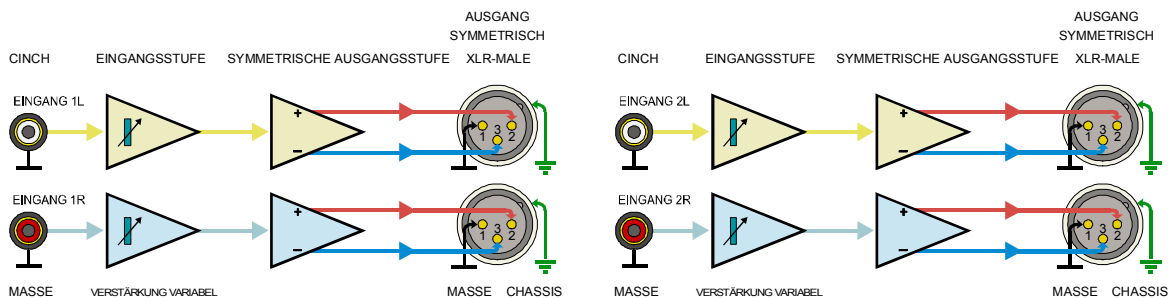 AUSGANG
SYMMETRISCH
CINCH EINGANGSSTUFE SYMMETRISCHE AUSGANGSSTUFE XLR-MALE
EINGANG 1L
+
−
1 3 2
EINGANG 1R
+
−
1 3 2
MASSE VERSTÄRKUNG VARIABEL MASSE CHASSIS
AUSGANG
SYMMETRISCH
CINCH EINGANGSSTUFE SYMMETRISCHE AUSGANGSSTUFE XLR-MALE
EINGANG 2L
+
−
1 3 2
EINGANG 2R
+
−
1 3 2
MASSE VERSTÄRKUNG VARIABEL MASSE CHASSIS